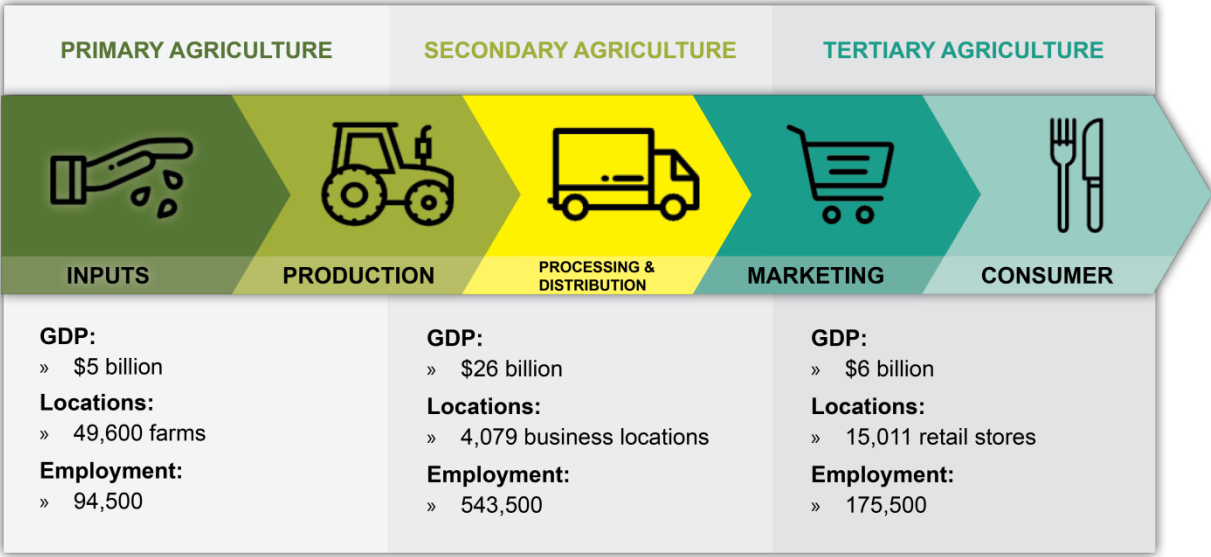 PRIMARY AGRICULTURE
SECONDARY AGRICULTURE
TERTIARY AGRICULTURE
INPUTS
PRODUCTION
PROCESSING &
DISTRIBUTION
MARKETING
CONSUMER
GDP:
» $5 billion
Locations:
» 49,600 farms
Employment:
» 94,500
GDP:
» $26 billion
Locations:
» 4,079 business locations
Employment:
» 543,500
GDP:
» $6 billion
Locations:
» 15,011 retail stores
Employment:
» 175,500